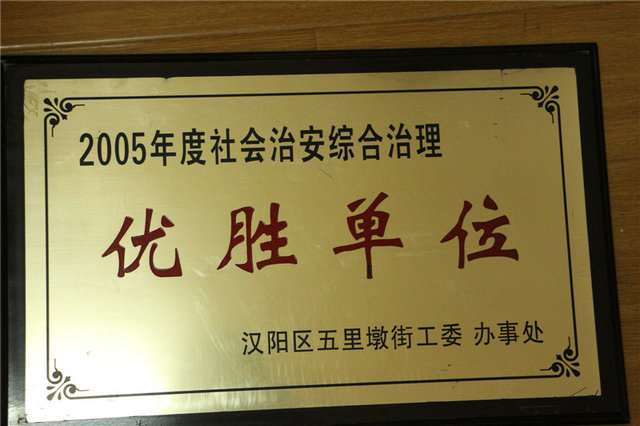 2005年度社会治安综合治理
优胜单位
汉阳区五里墩街工委 办事处